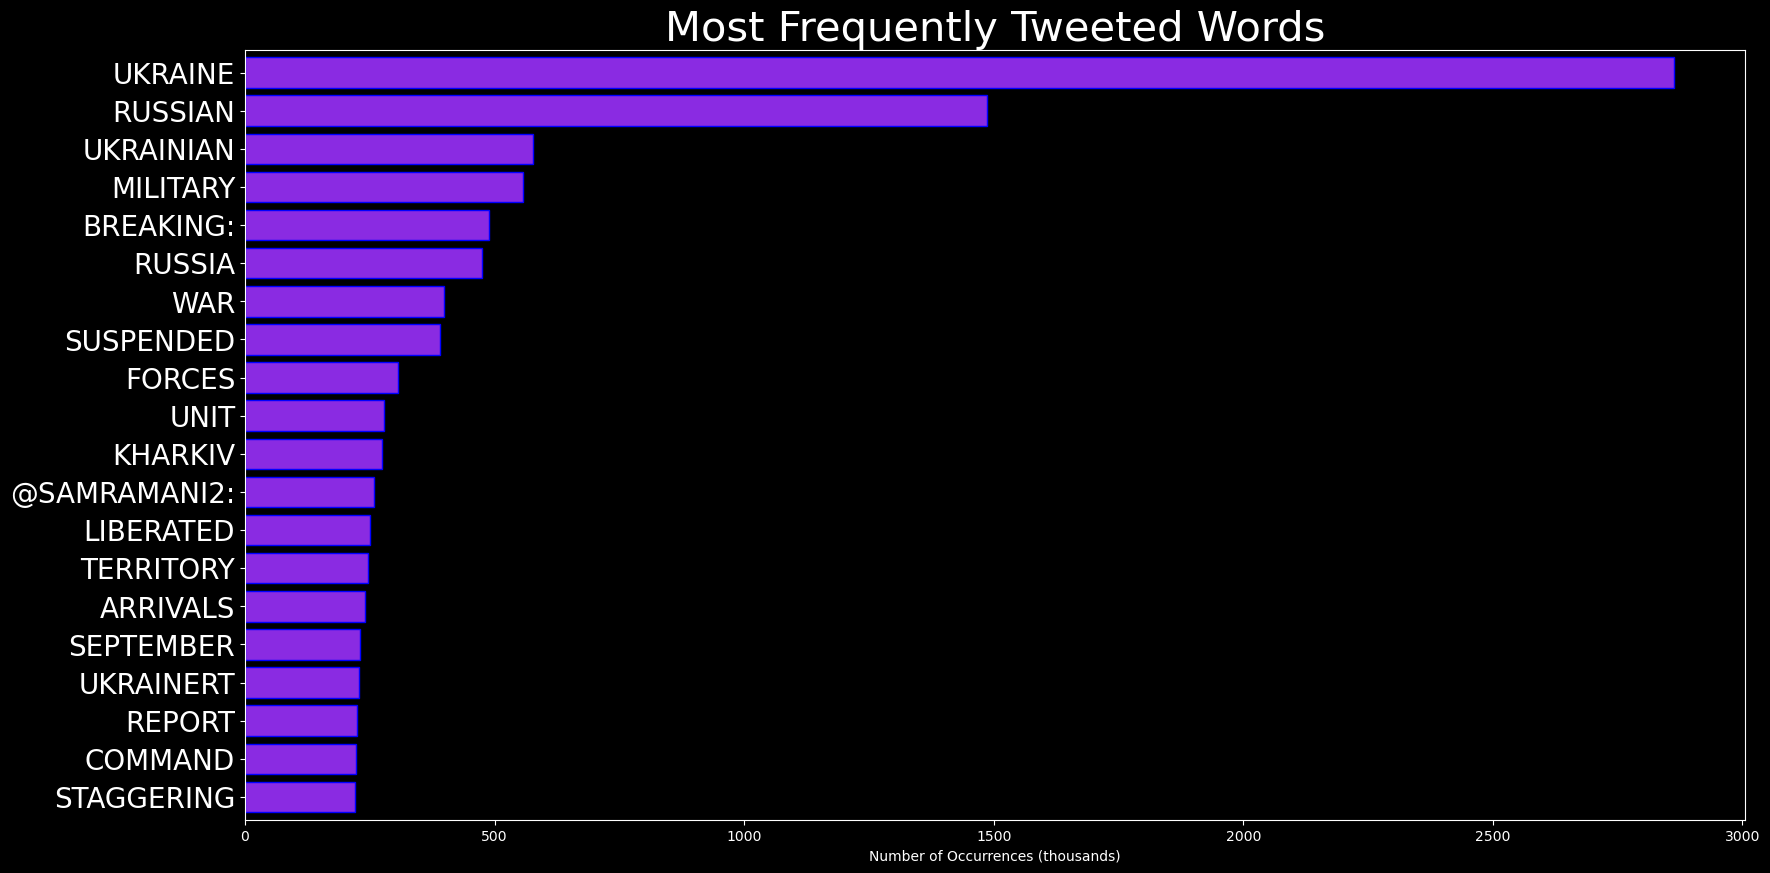 Most Frequently Tweeted Words
UKRAINE
RUSSIAN
UKRAINIAN
MILITARY
BREAKING:
RUSSIA
WAR
SUSPENDED
FORCES
UNIT
KHARKIV
@SAMRAMANI2:
LIBERATED
TERRITORY
ARRIVALS
SEPTEMBER
UKRAINERT
REPORT
COMMAND
STAGGERING
0 500 1000 1500 2000 2500 3000
Number of Occurrences (thousands)